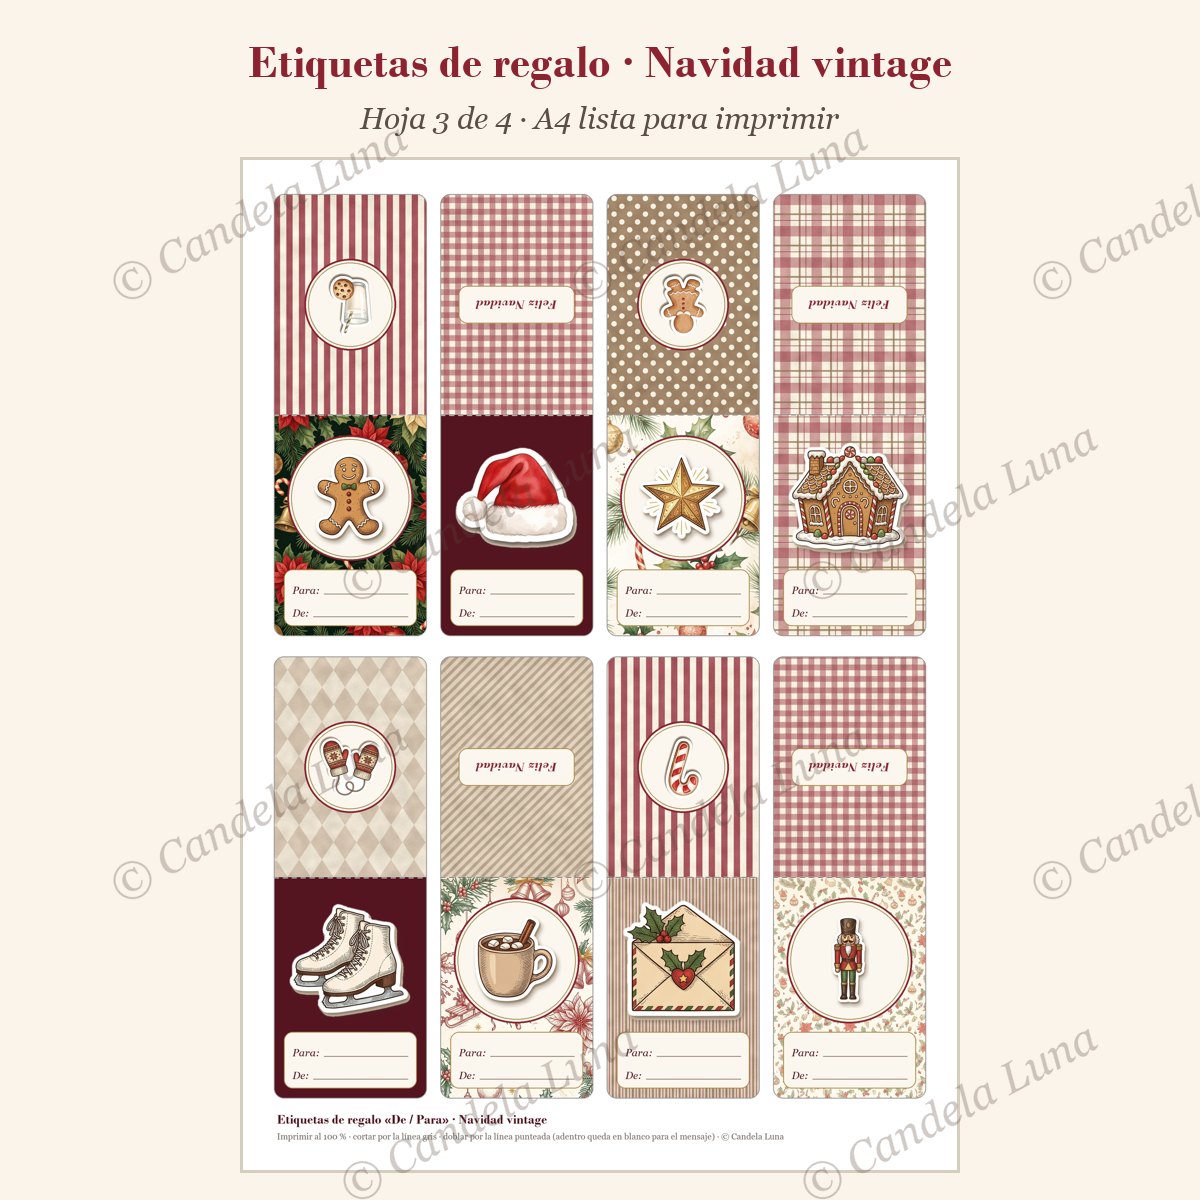 Etiquetas de regalo · Navidad vintage
Hoja 3 de 4 · A4 lista para imprimir
© Candela Luna
© Candela Luna
© Candela
Feliz Navidad
Feliz Navidad
© Candela Luna
© Candela Luna
Para:
De:
Para:
De:
Para:
De:
Para:
De:
© Candela Luna
© Candela Luna
© Candela
Feliz Navidad
Feliz Navidad
Para:
De:
Para:
De:
Para:
De:
Para:
De:
© Candela Luna
© Candela Luna
Etiquetas de regalo «De / Para» · Navidad vintage
Imprimir al 100 % · cortar por la línea gris · doblar por la línea punteada (adentro queda en blanco para el mensaje) · © Candela Luna